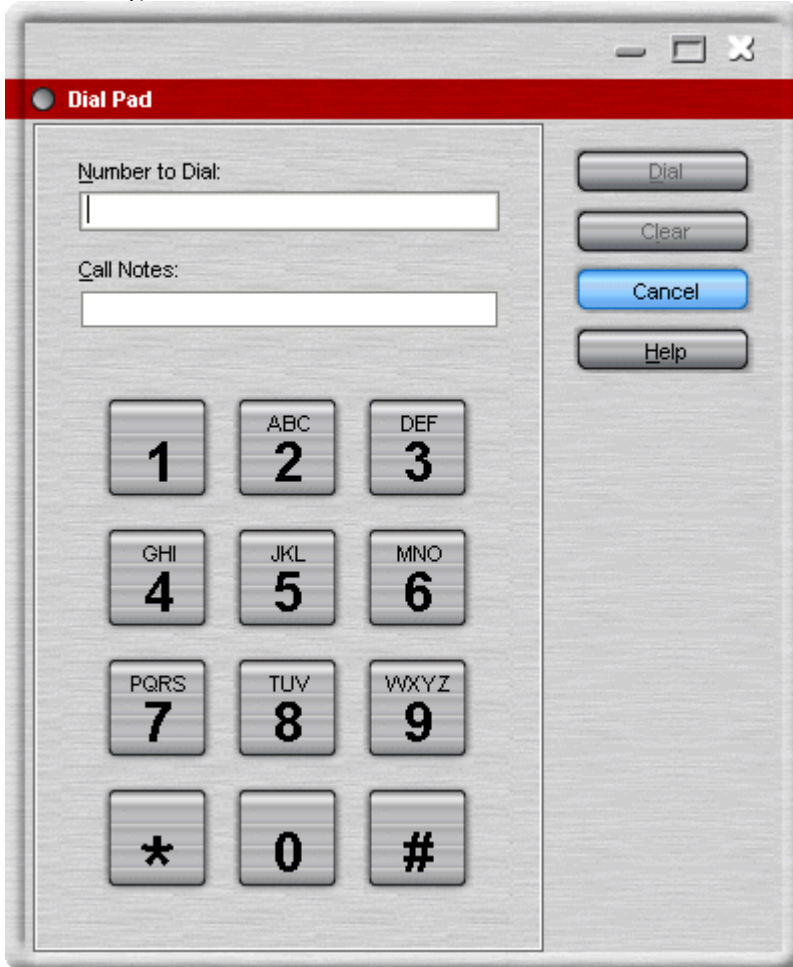 Dial Pad
Number to Dial:
Dial
Clear
Call Notes:
Cancel
Help
1
ABC
2
DEF
3
GHI
4
JKL
5
MNO
6
PQRS
7
TUV
8
WXYZ
9
*
0
#